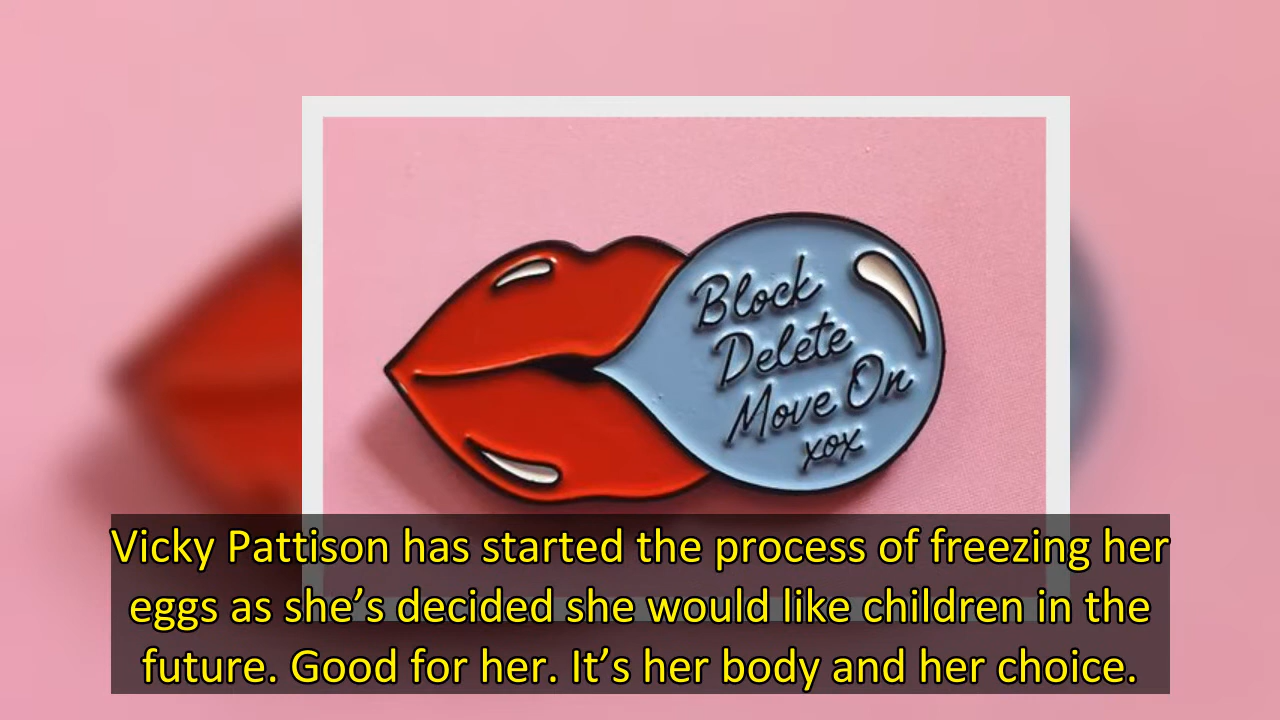 Block
Delete
Move On
xox
Vicky Pattison has started the process of freezing her
eggs as she’s decided she would like children in the
future. Good for her. It’s her body and her choice.